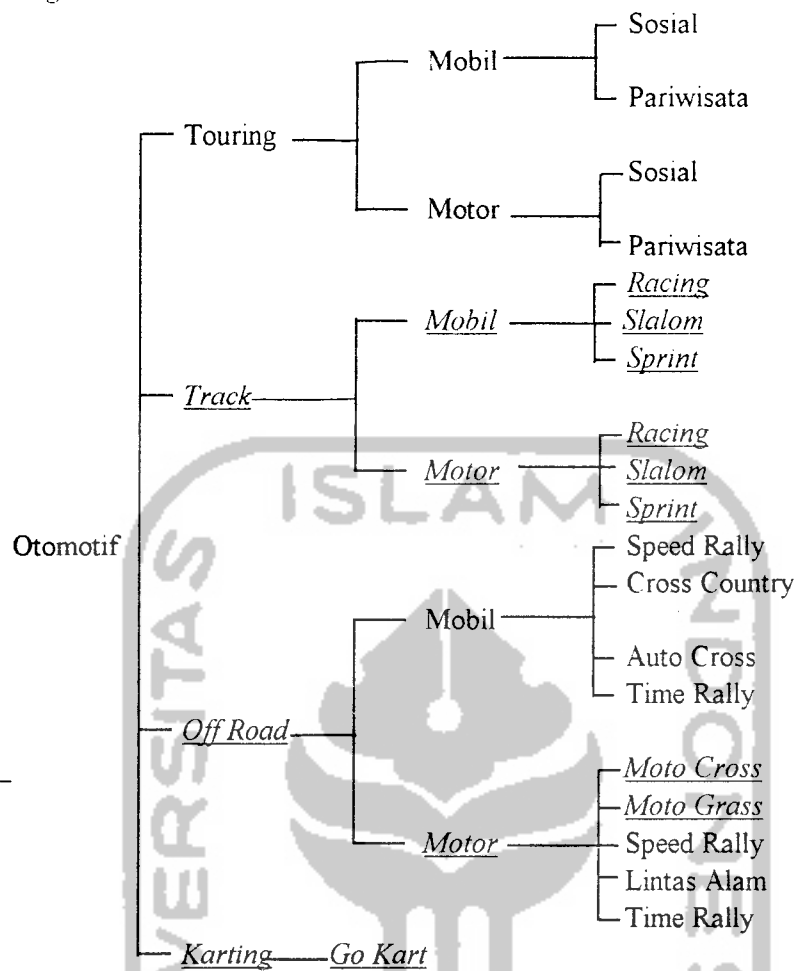 Sosial
Mobil
Pariwisata
Touring
Sosial
Motor
Pariwisata
Racing
Mobil Slalom
Sprint
Track
Racing
Motor Slalom
Sprint
ISLAM
Otomotif
Speed Rally
Cross Country
Mobil
Auto Cross
Time Rally
Off Road
Moto Cross
Moto Grass
Motor Speed Rally
Lintas Alam
Time Rally
Karting Go Kart